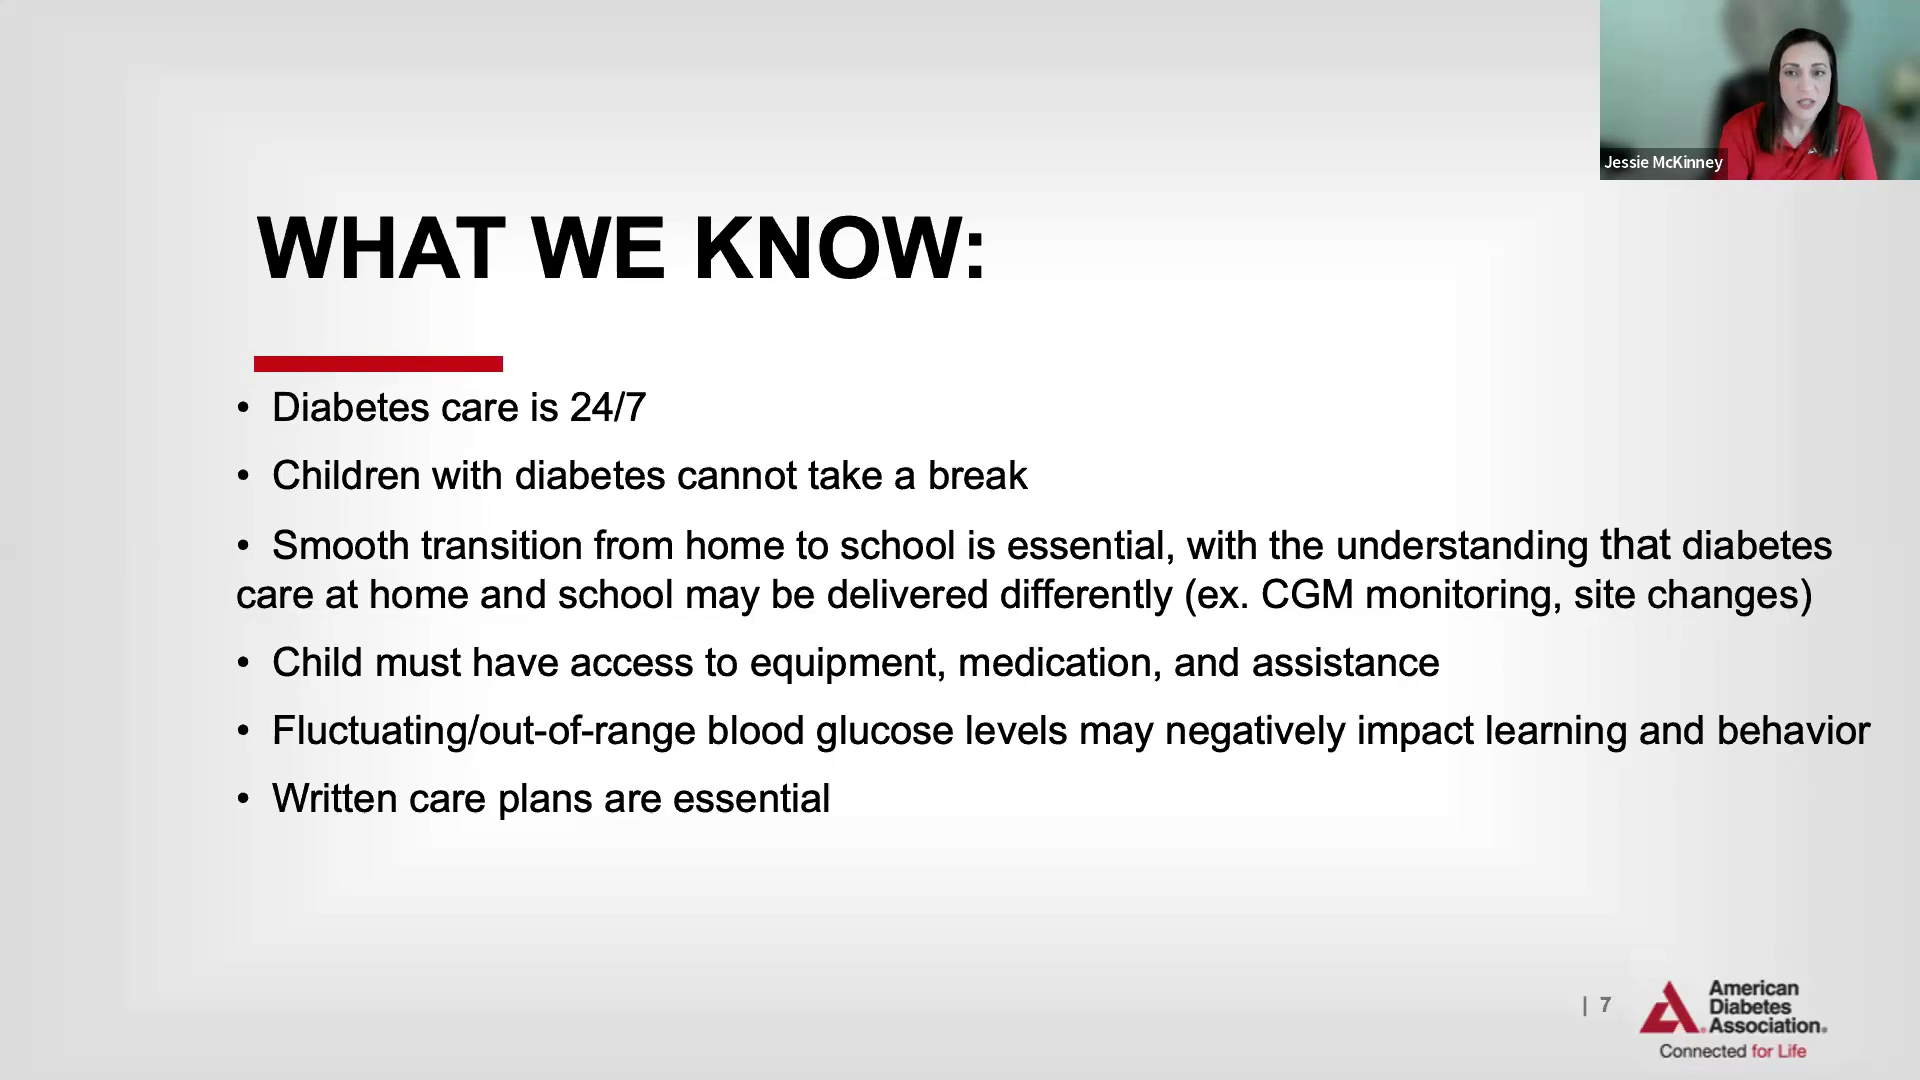 Jessie McKinney
WHAT WE KNOW:
• Diabetes care is 24/7
• Children with diabetes cannot take a break
• Smooth transition from home to school is essential, with the understanding that diabetes
care at home and school may be delivered differently (ex. CGM monitoring, site changes)
• Child must have access to equipment, medication, and assistance
• Fluctuating/out-of-range blood glucose levels may negatively impact learning and behavior
• Written care plans are essential
| 7
American
Diabetes
Association®
Connected for Life